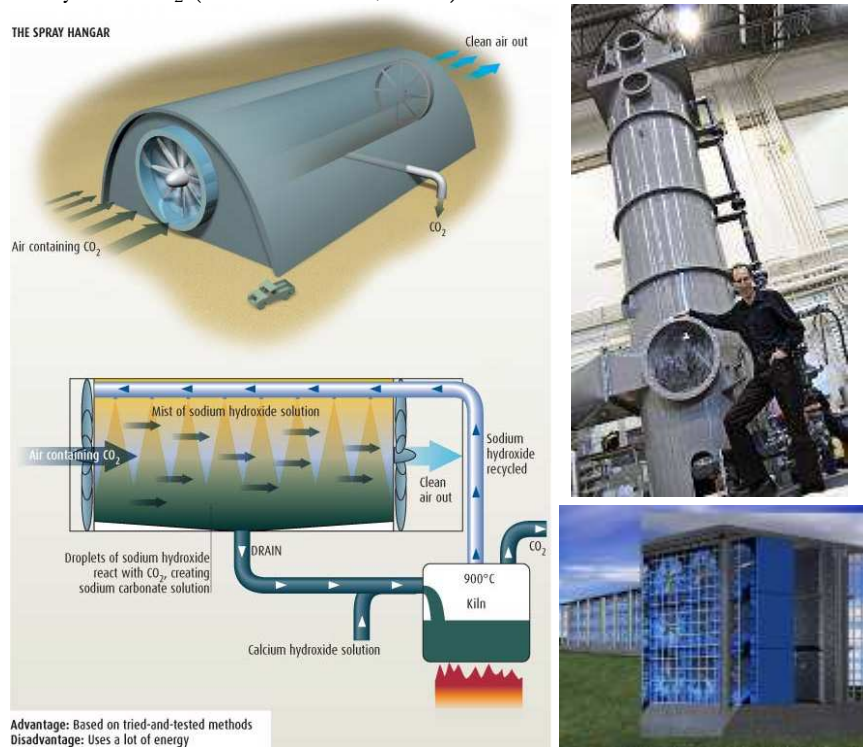 THE SPRAY HANGAR
Clean air out
CO₂
Air containing CO₂
Mist of sodium hydroxide solution
Air containing CO₂
Sodium
hydroxide
recycled
Clean
air out
Droplets of sodium hydroxide
react with CO₂, creating
sodium carbonate solution
DRAIN
CO₂
900°C
Kiln
Calcium hydroxide solution
Advantage: Based on tried-and-tested methods
Disadvantage: Uses a lot of energy